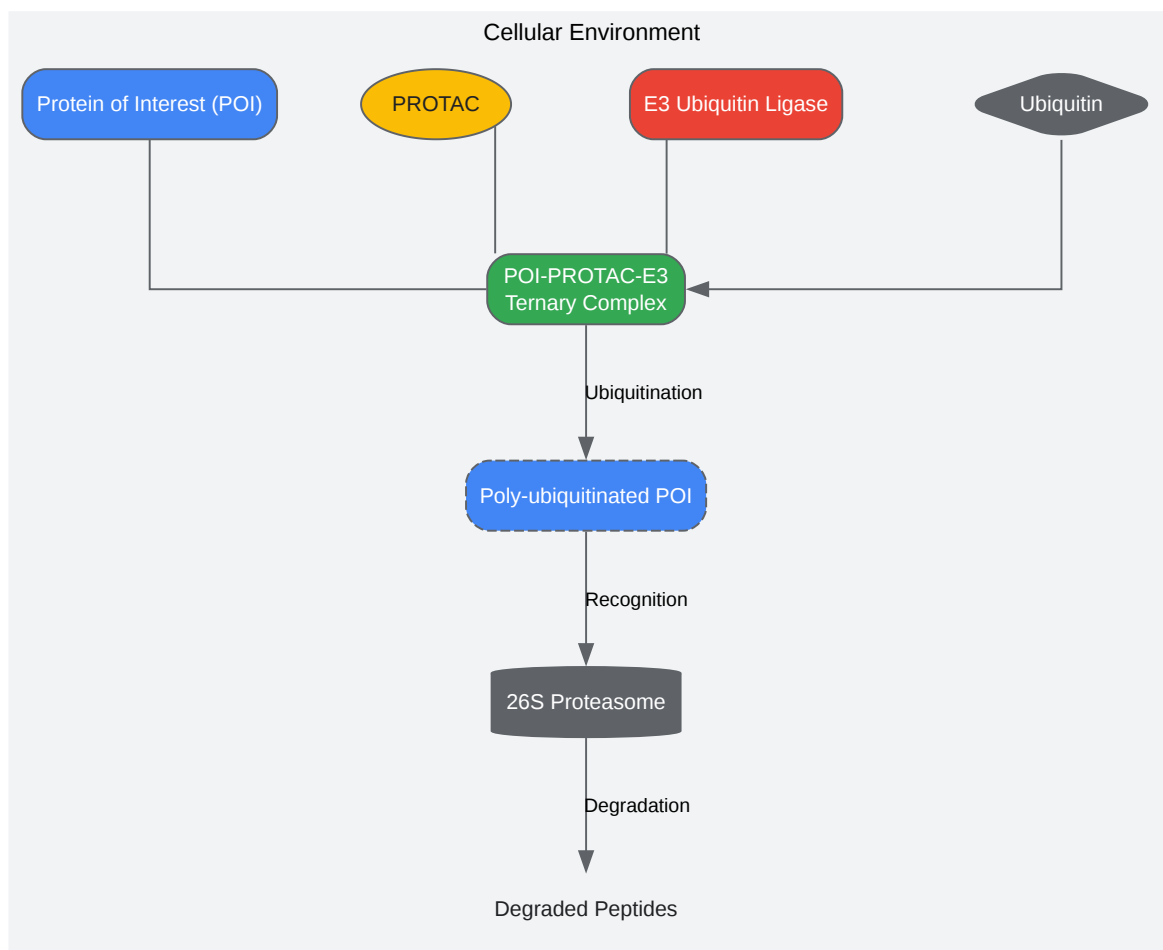 Cellular Environment
Protein of Interest (POI)
PROTAC
E3 Ubiquitin Ligase
Ubiquitin
POI-PROTAC-E3
Ternary Complex
Ubiquitination
Poly-ubiquitinated POI
Recognition
26S Proteasome
Degradation
Degraded Peptides